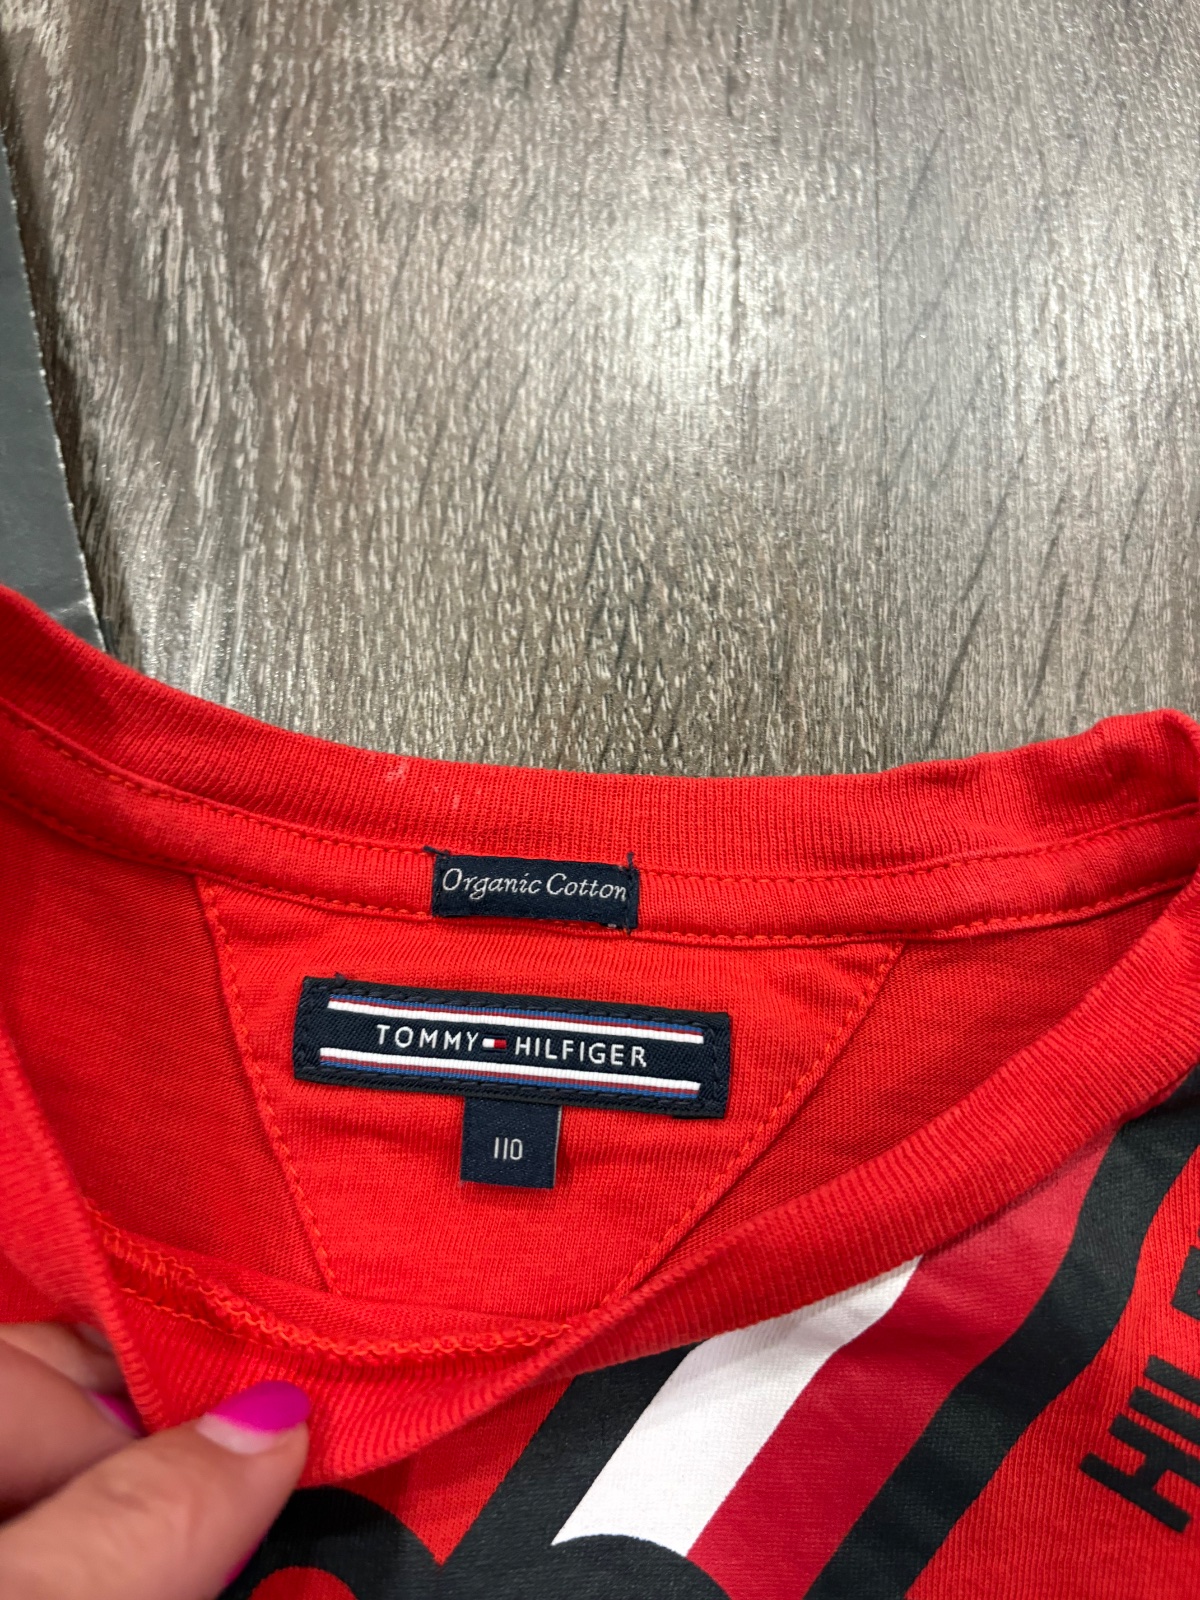 Organic Cotton
TOMMY HILFIGER
110